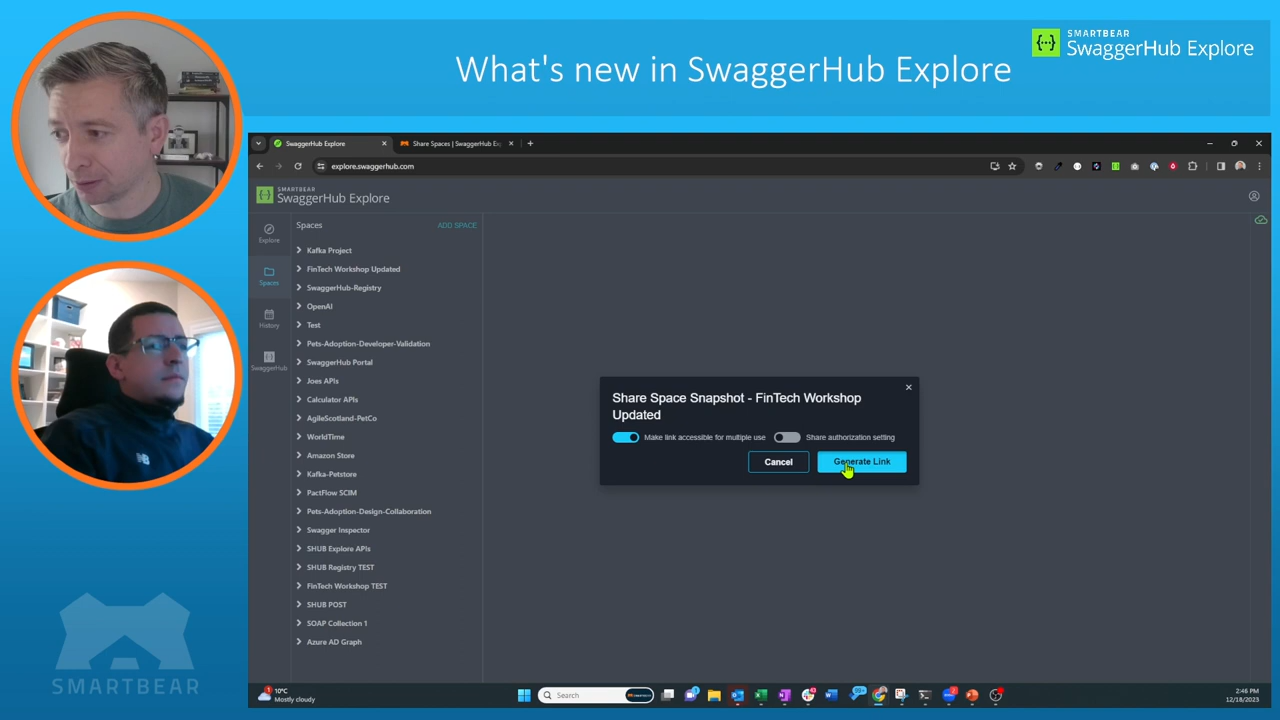 What's new in SwaggerHub Explore
SMARTBEAR
SwaggerHub Explore
SwaggerHub Explore
Share Spaces | SwaggerHub Ex
explore.swaggerhub.com
SMARTBEAR
SwaggerHub Explore
Explore
Spaces
History
SwaggerHub
Spaces
ADD SPACE
Kafka Project
FinTech Workshop Updated
SwaggerHub-Registry
OpenAI
Test
Pets-Adoption-Developer-Validation
SwaggerHub Portal
Joes APIs
Calculator APIs
AgileScotland-PetCo
WorldTime
Amazon Store
Kafka-Petstore
PactFlow SCIM
Pets-Adoption-Design-Collaboration
Swagger Inspector
SHUB Explore APIs
SHUB Registry TEST
FinTech Workshop TEST
SHUB POST
SOAP Collection 1
Azure AD Graph
Share Space Snapshot - FinTech Workshop
Updated
Make link accessible for multiple use
Share authorization setting
Cancel
Generate Link
SMARTBEAR
10°C
Mostly cloudy
Search
2:46 PM
12/18/2023